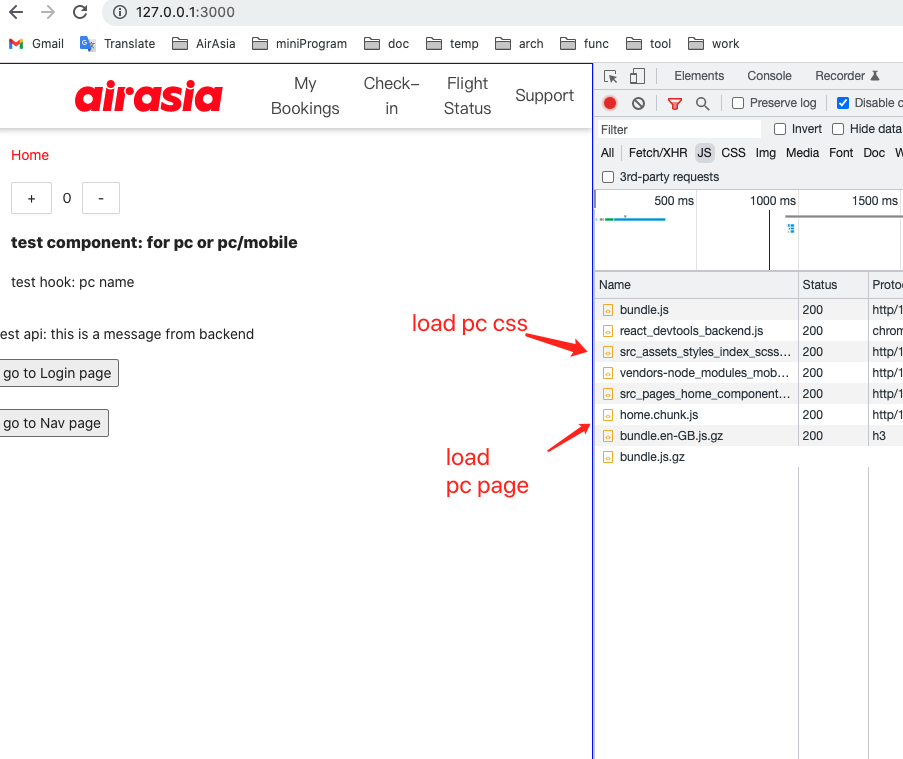 127.0.0.1:3000
Gmail Translate AirAsia miniProgram doc temp arch func tool work
airasia
My Bookings
Check-in
Flight Status
Support
Home
+ 0 -
test component: for pc or pc/mobile
test hook: pc name
est api: this is a message from backend
go to Login page
go to Nav page
load pc css
load
pc page
Elements Console Recorder
Preserve log Disable c
Filter Invert Hide data
All Fetch/XHR JS CSS Img Media Font Doc W
3rd-party requests
500 ms 1000 ms 1500 ms
Name Status Proto
bundle.js 200 http/1
react_devtools_backend.js 200 chrom
src_assets_styles_index_scss... 200 http/1
vendors-node_modules_mob... 200 http/1
src_pages_home_component... 200 http/1
home.chunk.js 200 http/1
bundle.en-GB.js.gz 200 h3
bundle.js.gz